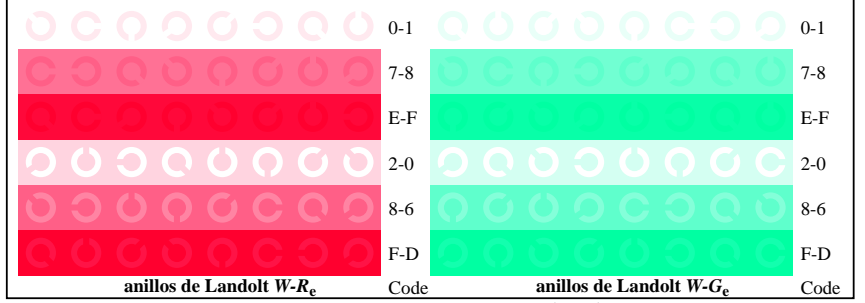 0-1 0-1
7-8 7-8
E-F E-F
2-0 2-0
8-6 8-6
F-D F-D
anillos de Landolt W-Re Code anillos de Landolt W-Ge Code